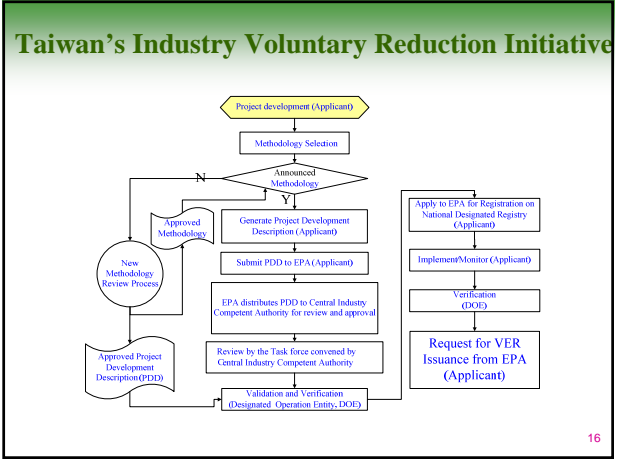 Taiwan's Industry Voluntary Reduction Initiative
Project development (Applicant)
Methodology Selection
Announced
Methodology
N
Y
Approved
Methodology
New
Methodology
Review Process
Generate Project Development
Description (Applicant)
Submit PDD to EPA (Applicant)
EPA distributes PDD to Central Industry
Competent Authority for review and approval
Review by the Task force convened by
Central Industry Competent Authority
Approved Project
Development
Description (PDD)
Validation and Verification
(Designated Operation Entity, DOE)
Apply to EPA for Registration on
National Designated Registry
(Applicant)
Implement/Monitor (Applicant)
Verification
(DOE)
Request for VER
Issuance from EPA
(Applicant)
16